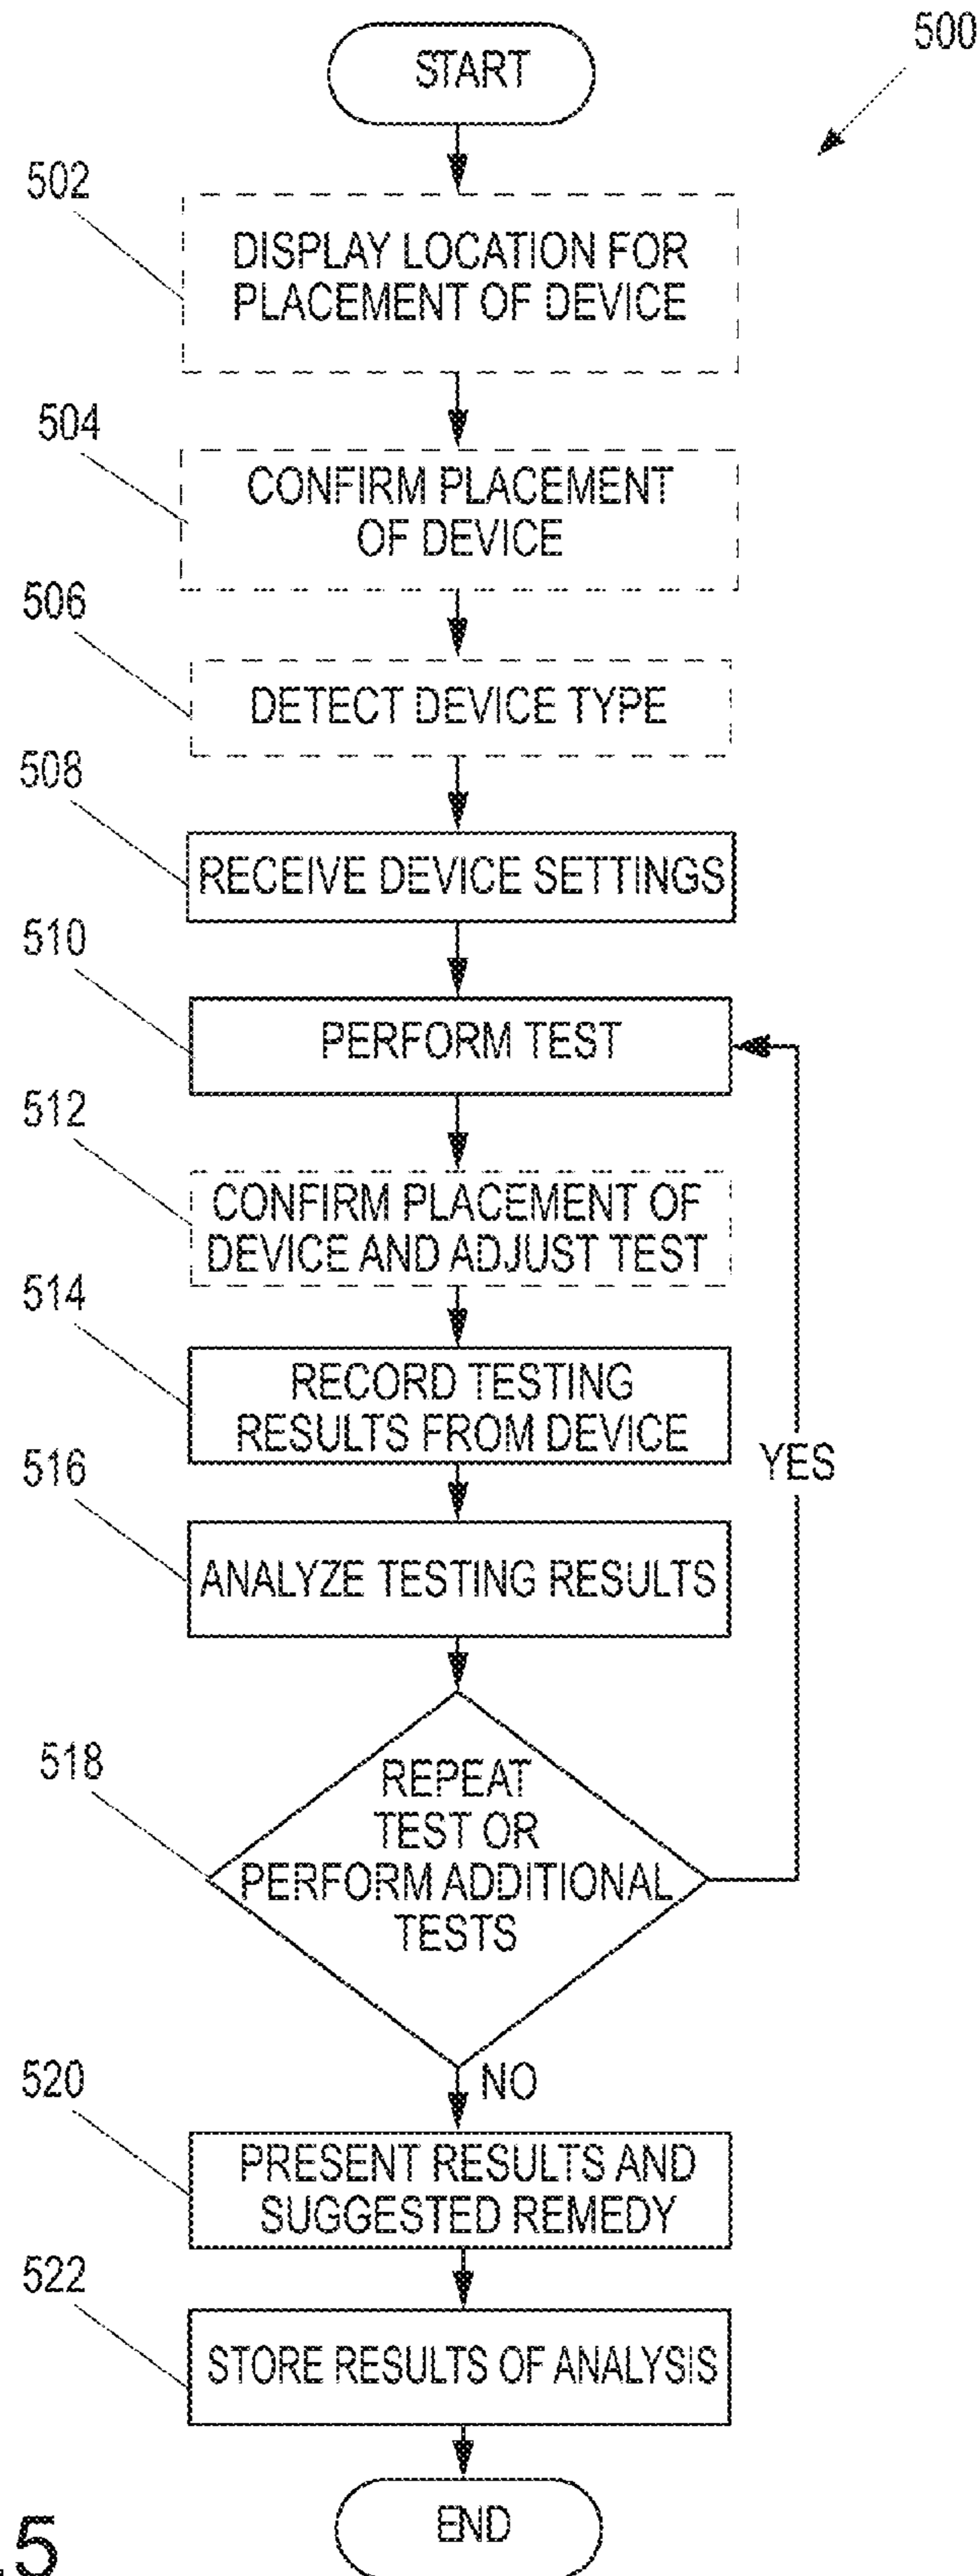 500
START
502
DISPLAY LOCATION FOR
PLACEMENT OF DEVICE
504
CONFIRM PLACEMENT
OF DEVICE
506
DETECT DEVICE TYPE
508
RECEIVE DEVICE SETTINGS
510
PERFORM TEST
512
CONFIRM PLACEMENT OF
DEVICE AND ADJUST TEST
514
RECORD TESTING
RESULTS FROM DEVICE
YES
516
ANALYZE TESTING RESULTS
518
REPEAT
TEST OR
PERFORM ADDITIONAL
TESTS
NO
520
PRESENT RESULTS AND
SUGGESTED REMEDY
522
STORE RESULTS OF ANALYSIS
END
.5